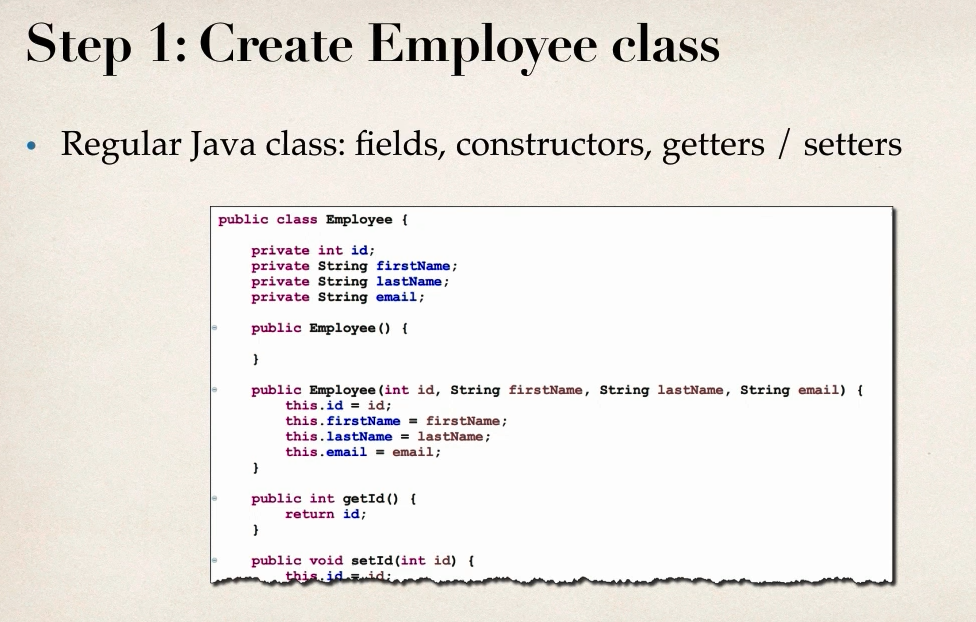 Step 1: Create Employee class
• Regular Java class: fields, constructors, getters / setters
public class Employee {
private int id;
private String firstName;
private String lastName;
private String email;
public Employee() {
}
public Employee(int id, String firstName, String lastName, String email) {
this.id = id;
this.firstName = firstName;
this.lastName = lastName;
this.email = email;
}
public int getId() {
return id;
}
public void setId(int id) {
this.id = id;